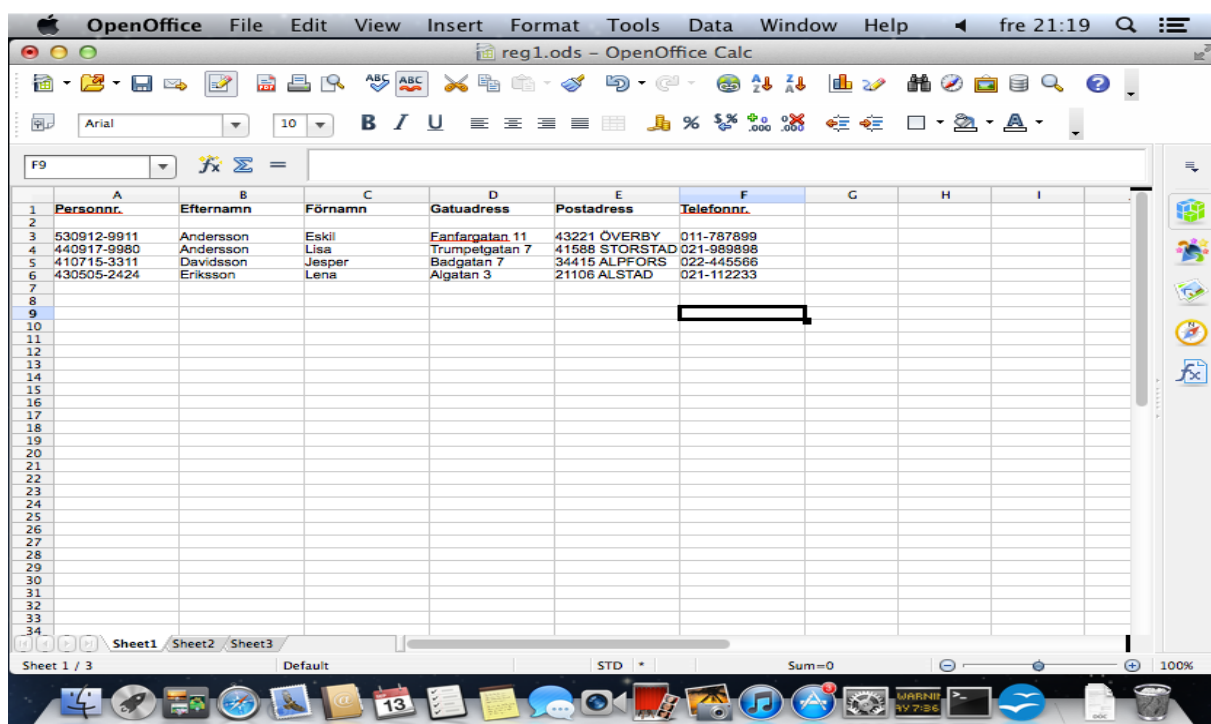 OpenOffice File Edit View Insert Format Tools Data Window Help fre 21:19
reg1.ods – OpenOffice Calc
Arial 10 B I U
F9
A B C D E F G H I
1 Personnr. Efternamn Förnamn Gatuadress Postadress Telefonnr.
2
3 530912-9911 Andersson Eskil Fanfargatan 11 43221 ÖVERBY 011-787899
4 440917-9980 Andersson Lisa Trumpetgatan 7 41588 STORSTAD 021-989898
5 410715-3311 Davidsson Jesper Badgatan 7 34415 ALPFORS 022-445566
6 430505-2424 Eriksson Lena Algatan 3 21106 ALSTAD 021-112233
7
8
9
10
11
12
13
14
15
16
17
18
19
20
21
22
23
24
25
26
27
28
29
30
31
32
33
34
Sheet1 Sheet2 Sheet3
Sheet 1 / 3 Default STD * Sum=0 100%
13